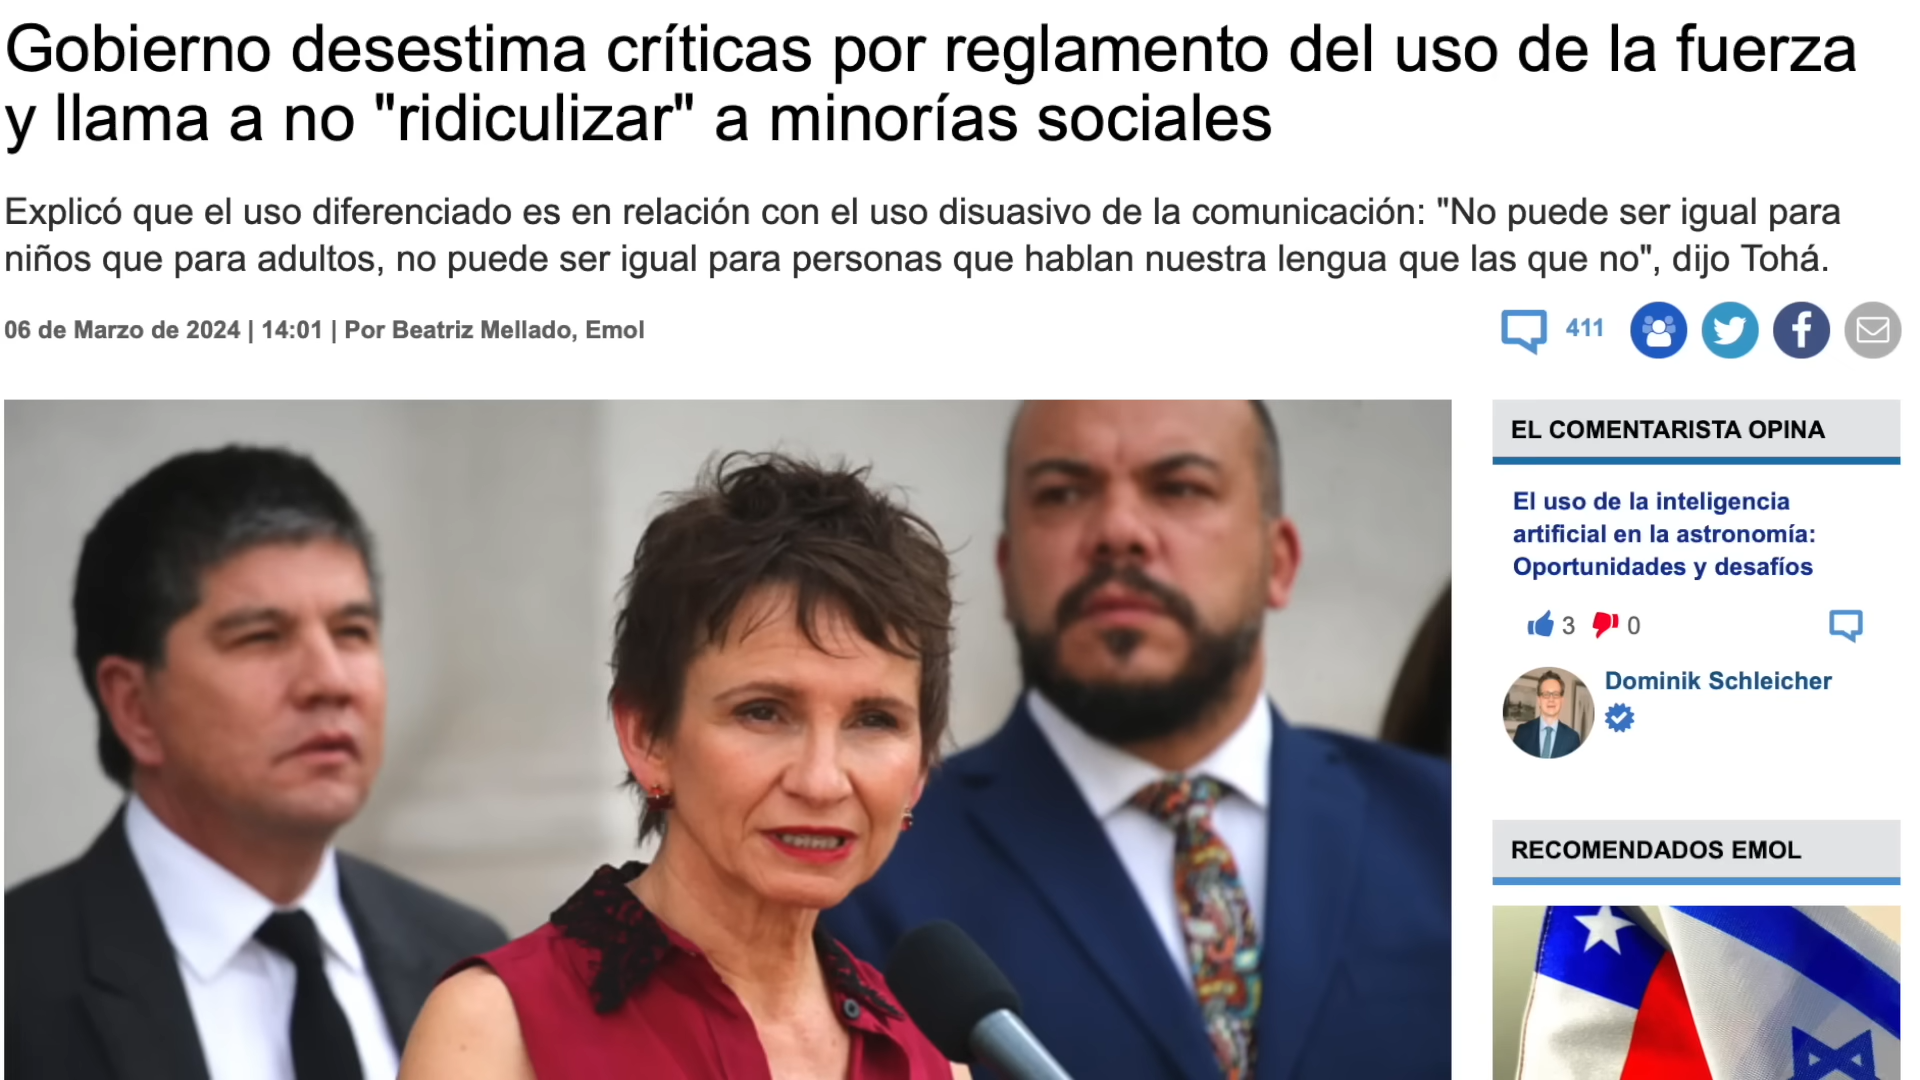 Gobierno desestima críticas por reglamento del uso de la fuerza
y llama a no "ridiculizar" a minorías sociales
Explicó que el uso diferenciado es en relación con el uso disuasivo de la comunicación: "No puede ser igual para
niños que para adultos, no puede ser igual para personas que hablan nuestra lengua que las que no", dijo Tohá.
06 de Marzo de 2024 | 14:01 | Por Beatriz Mellado, Emol
411
EL COMENTARISTA OPINA
El uso de la inteligencia
artificial en la astronomía:
Oportunidades y desafíos
3 0
Dominik Schleicher
RECOMENDADOS EMOL